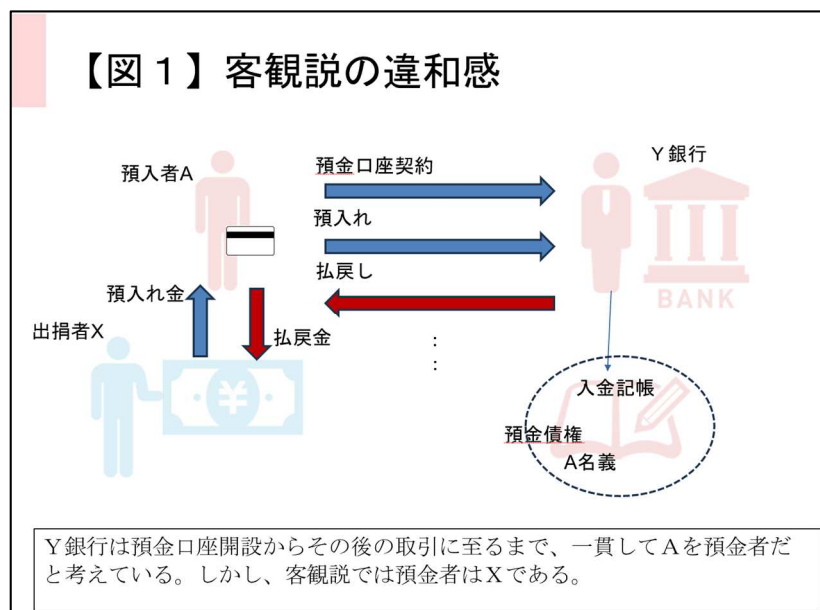 【図１】客観説の違和感
預入者A
預金口座契約
Y銀行
預入れ
払戻し
BANK
預入れ金
払戻金
出捐者X
：
：
¥
入金記帳
預金債権
A名義
Y銀行は預金口座開設からその後の取引に至るまで、一貫してAを預金者だ
と考えている。しかし、客観説では預金者はXである。